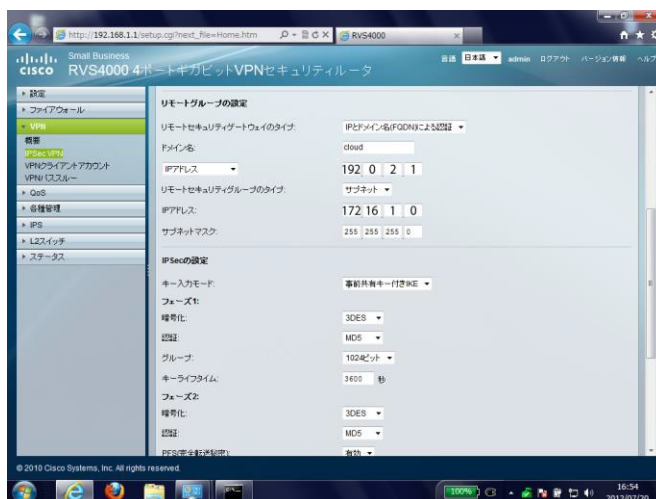 http://192.168.1.1/setup.cgi?next_file=Home.htm
RVS4000
Small Business
cisco RVS4000 4ポートギガビットVPNセキュリティルータ
言語 日本語 admin ログアウト バージョン情報 ヘルプ
設定
ファイアウォール
VPN
概要
IPSec VPN
VPNクライアントアカウント
VPNパススルー
QoS
各種管理
IPS
L2スイッチ
ステータス
リモートグループの設定
リモートセキュリティゲートウェイのタイプ: IPとドメイン名(FQDN)による認証
ドメイン名: cloud
IPアドレス 192 0 2 1
リモートセキュリティグループのタイプ: サブネット
IPアドレス: 172 16 1 0
サブネットマスク: 255 255 255 0
IPSecの設定
キー入力モード: 事前共有キー付きIKE
フェーズ1:
暗号化: 3DES
認証: MD5
グループ: 1024ビット
キーライフタイム: 3600 秒
フェーズ2:
暗号化: 3DES
認証: MD5
PFS(完全転送秘密): 有効
© 2010 Cisco Systems, Inc. All rights reserved.
100%
16:54
2012/07/20